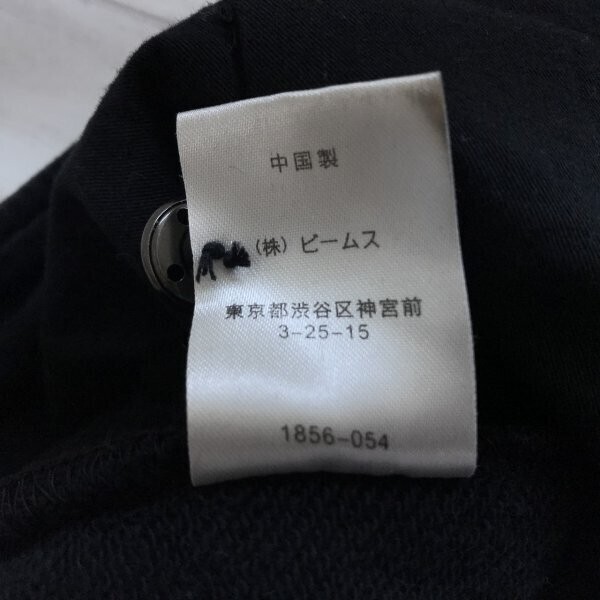 中国製
(株) ビームス
東京都渋谷区神宮前
3-25-15
1856-054